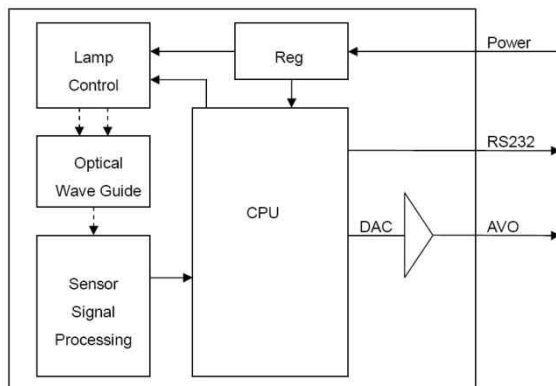 Lamp
Control
Reg
Power
Optical
Wave Guide
CPU
RS232
DAC
AVO
Sensor
Signal
Processing